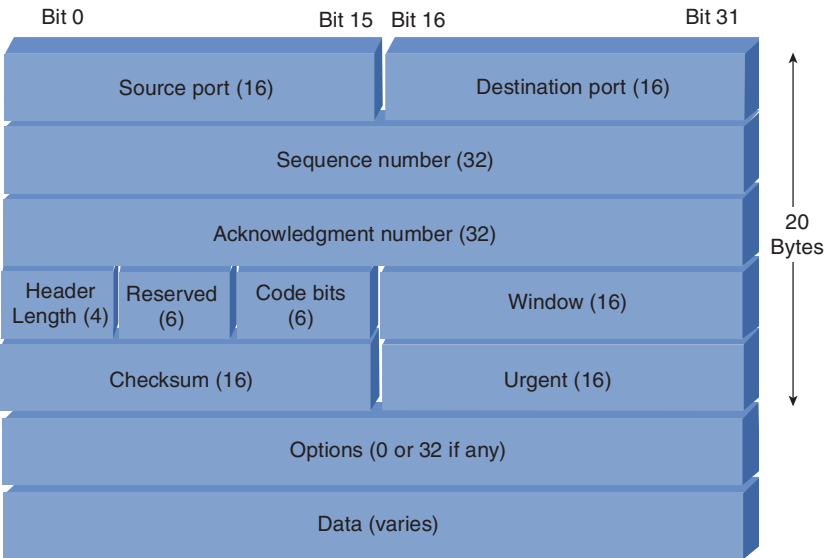 Bit 0 Bit 15 Bit 16 Bit 31
Source port (16) Destination port (16)
Sequence number (32)
Acknowledgment number (32)
20
Bytes
Header
Length (4)
Reserved
(6)
Code bits
(6)
Window (16)
Checksum (16) Urgent (16)
Options (0 or 32 if any)
Data (varies)